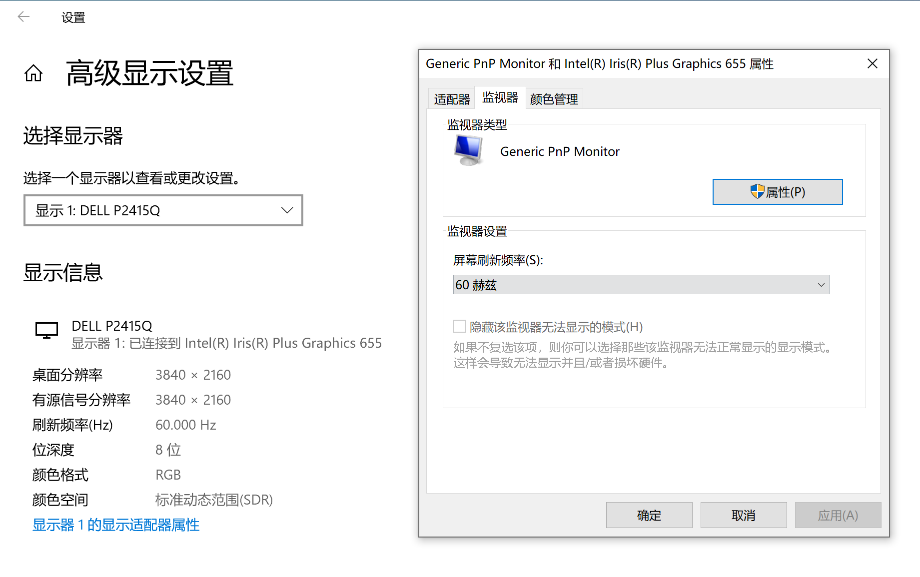 设置
高级显示设置
选择显示器
选择一个显示器以查看或更改设置。
显示 1: DELL P2415Q
显示信息
DELL P2415Q
显示器 1: 已连接到 Intel(R) Iris(R) Plus Graphics 655
桌面分辨率 3840 × 2160
有源信号分辨率 3840 × 2160
刷新频率(Hz) 60.000 Hz
位深度 8 位
颜色格式 RGB
颜色空间 标准动态范围(SDR)
显示器 1 的显示适配器属性
Generic PnP Monitor 和 Intel(R) Iris(R) Plus Graphics 655 属性
适配器 监视器 颜色管理
监视器类型
Generic PnP Monitor
属性(P)
监视器设置
屏幕刷新频率(S):
60 赫兹
隐藏该监视器无法显示的模式(H)
如果不复选该项，则你可以选择那些该监视器无法正常显示的显示模式。
这样会导致无法显示并且/或者损坏硬件。
确定 取消 应用(A)